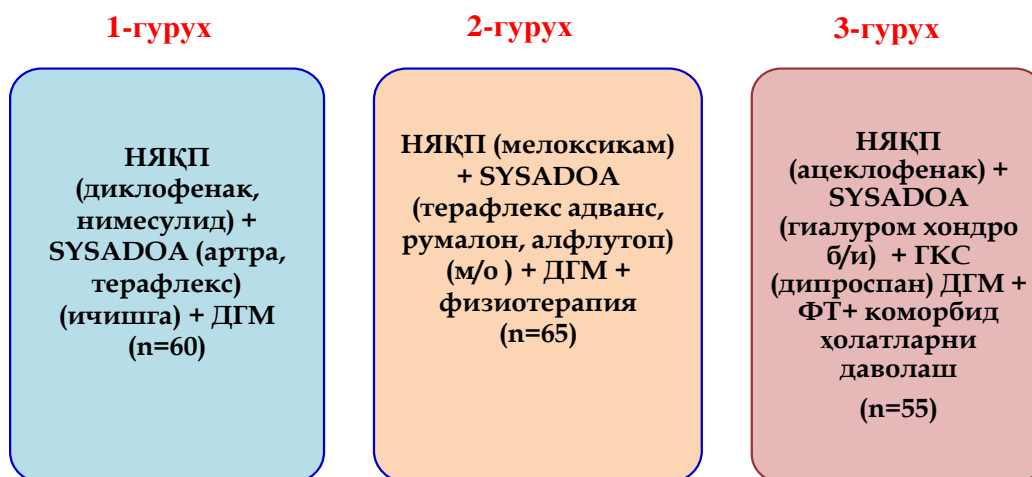 1-гурух
НЯҚП
(диклофенак,
нимесулид) +
SYSADOA (артра,
терафлекс)
(ичишга) + ДГМ
(n=60)
2-гурух
НЯҚП (мелоксикам)
+ SYSADOA
(терафлекс адванс,
румалон, алфлутоп)
(м/о ) + ДГМ +
физиотерапия
(n=65)
3-гурух
НЯҚП
(ацеклофенак) +
SYSADOA
(гиалуром хондро
б/и) + ГКС
(дипроспан) ДГМ +
ФТ+ коморбид
ҳолатларни
даволаш
(n=55)